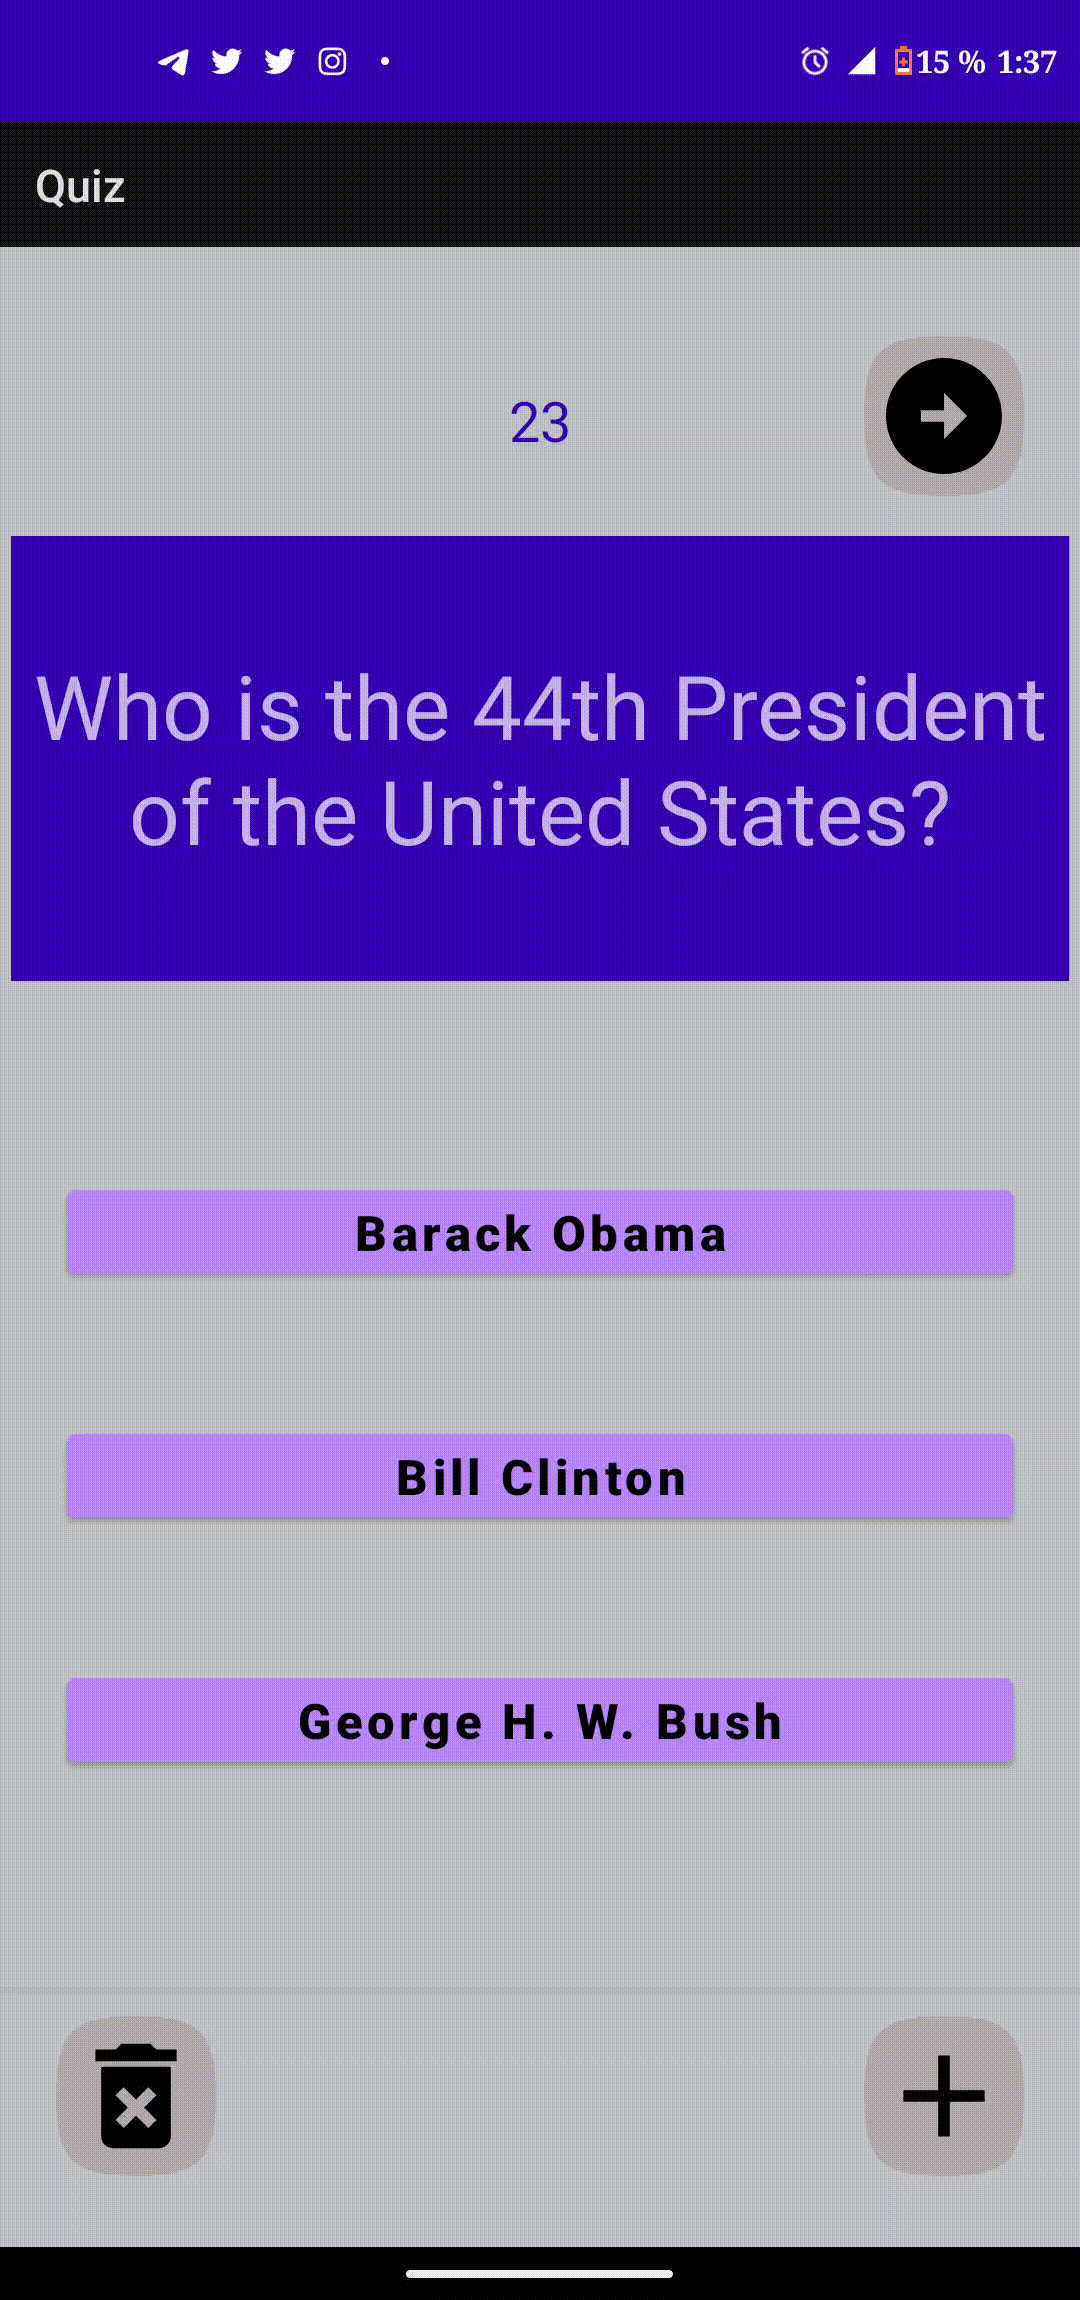 15 % 1:37
Quiz
23
Who is the 44th President
of the United States?
Barack Obama
Bill Clinton
George H. W. Bush